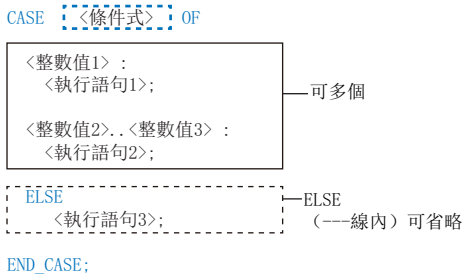 CASE <條件式> OF
<整數值1> :
<執行語句1>;
可多個
<整數值2>..<整數值3> :
<執行語句2>;
ELSE
<執行語句3>;
ELSE
（---線內）可省略
END_CASE;